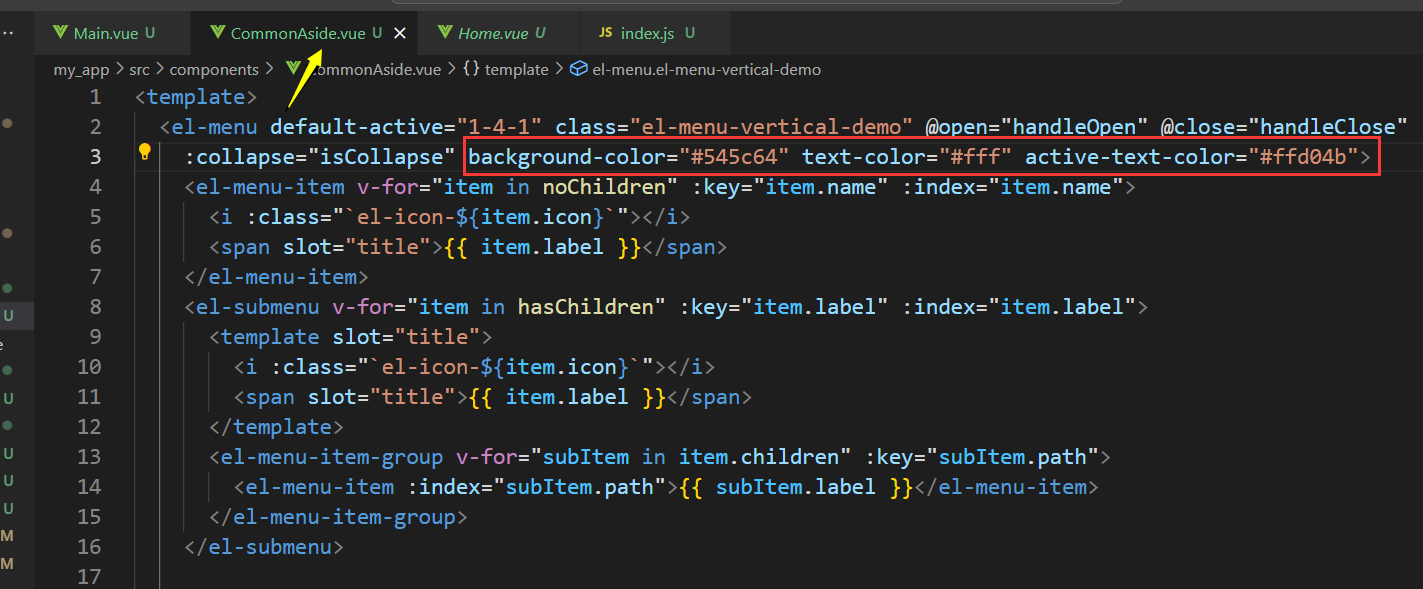 Main.vue U CommonAside.vue U × Home.vue U JS index.js U
my_app > src > components > CommonAside.vue > {} template > el-menu.el-menu-vertical-demo
1 <template>
2 <el-menu default-active="1-4-1" class="el-menu-vertical-demo" @open="handleOpen" @close="handleClose"
3 :collapse="isCollapse" background-color="#545c64" text-color="#fff" active-text-color="#ffd04b">
4 <el-menu-item v-for="item in noChildren" :key="item.name" :index="item.name">
5 <i :class="`el-icon-${item.icon}`"></i>
6 <span slot="title">{{ item.label }}</span>
7 </el-menu-item>
8 <el-submenu v-for="item in hasChildren" :key="item.label" :index="item.label">
9 <template slot="title">
10 <i :class="`el-icon-${item.icon}`"></i>
11 <span slot="title">{{ item.label }}</span>
12 </template>
13 <el-menu-item-group v-for="subItem in item.children" :key="subItem.path">
14 <el-menu-item :index="subItem.path">{{ subItem.label }}</el-menu-item>
15 </el-menu-item-group>
16 </el-submenu>
17
U
e
U
U
U
U
M
M